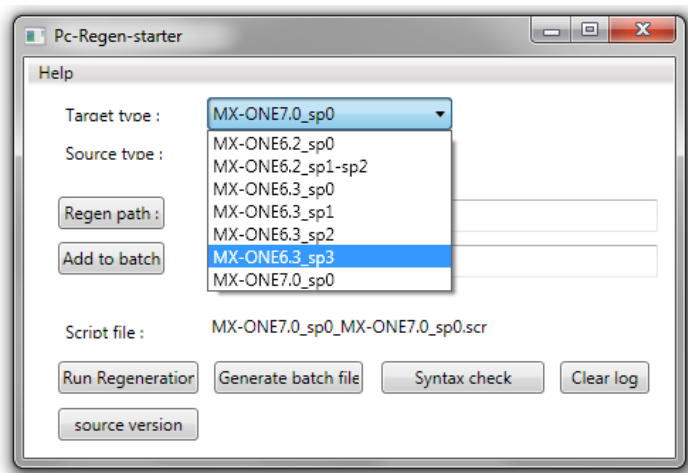 Pc-Regen-starter
Help
Target type :
MX-ONE7.0_sp0
MX-ONE6.2_sp0
Source type :
MX-ONE6.2_sp1-sp2
MX-ONE6.3_sp0
Regen path :
MX-ONE6.3_sp1
MX-ONE6.3_sp2
Add to batch
MX-ONE6.3_sp3
MX-ONE7.0_sp0
Script file :
MX-ONE7.0_sp0_MX-ONE7.0_sp0.scr
Run Regeneration
Generate batch file
Syntax check
Clear log
source version